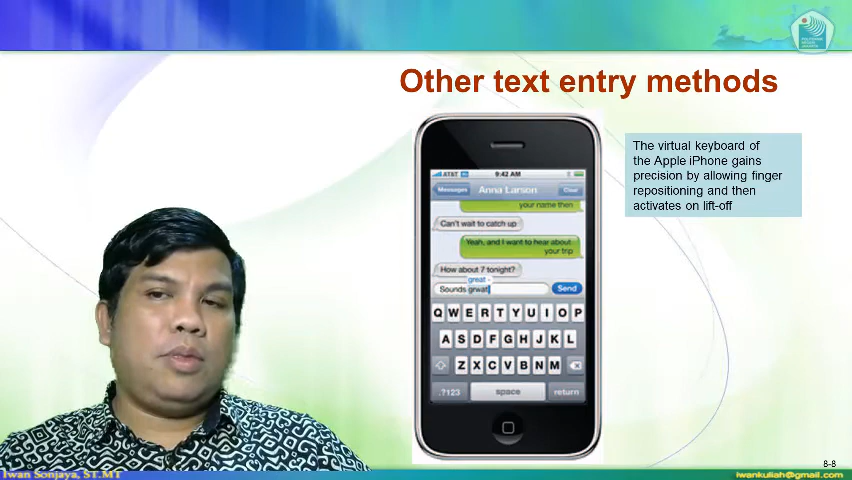 POLITEKNIK
NEGERI
JAKARTA
Other text entry methods
The virtual keyboard of
the Apple iPhone gains
precision by allowing finger
repositioning and then
activates on lift-off
AT&T 9:42 AM
Messages Anna Larson Clear
your name then
Can't wait to catch up
Yeah, and I want to hear about
your trip
How about 7 tonight?
great
Sounds grwat Send
Q W E R T Y U I O P
A S D F G H J K L
Z X C V B N M
.?123 space return
8-8
Iwan Sonjaya, ST.MT iwankuliah@gmail.com